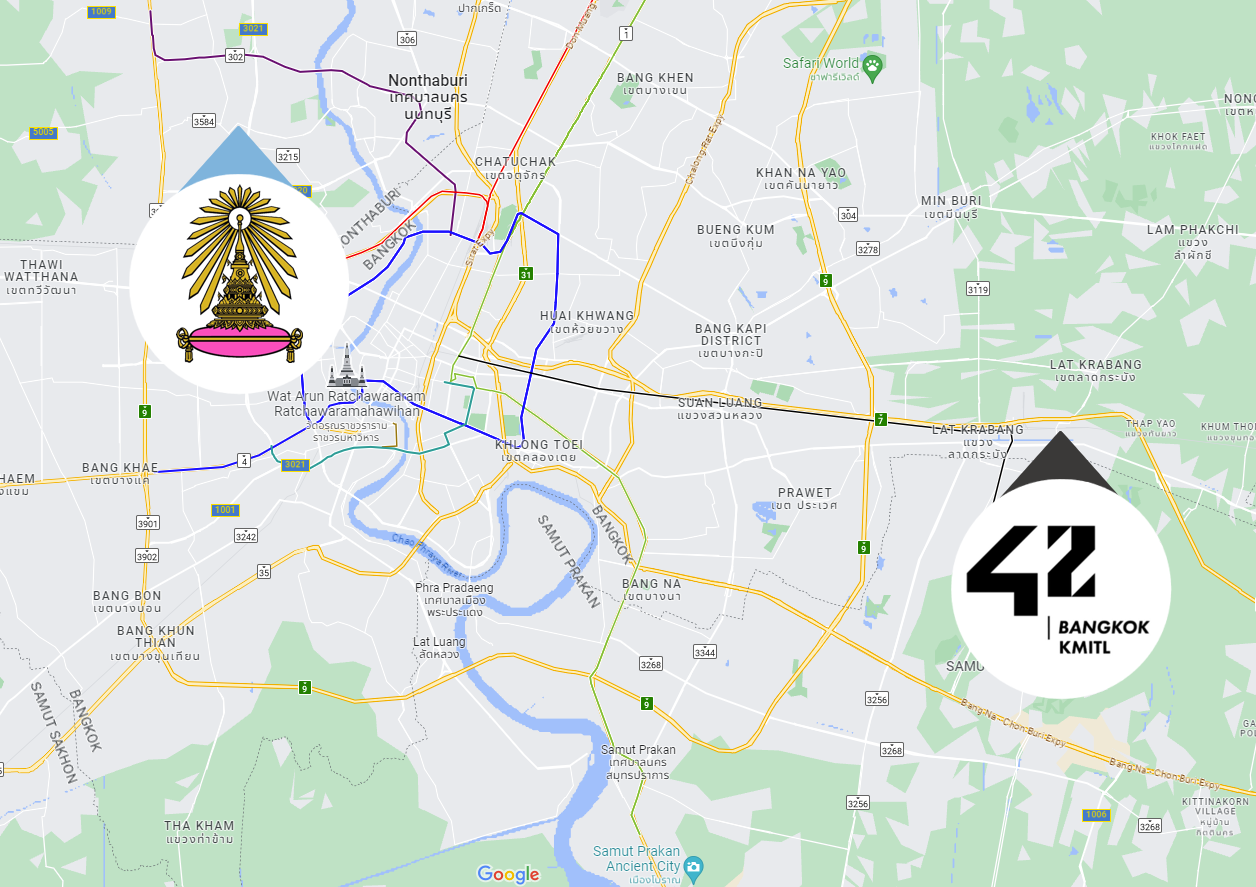 1009
3021
306
ปากเกร็ด
Don Muang
1
302
Nonthaburi
เทศบาลนคร
นนทบุรี
BANG KHEN
เขตบางเขน
Safari World
ซาฟารีเวิลด์
3584
5005
3215
CHATUCHAK
เขตจตุจักร
Chalong Rat Expy
KHOK FAET
แขวงโคกแฝด
KHAN NA YAO
เขตคันนายาว
304
MIN BURI
เขตมีนบุรี
BANGKOK
Sirat Expy
BUENG KUM
เขตบึงกุ่ม
3278
LAM PHAKCHI
แขวง
ลำผักชี
THAWI
WATTHANA
เขตทวีวัฒนา
31
9
3119
HUAI KHWANG
เขตห้วยขวาง
BANG KAPI
DISTRICT
เขตบางกะปิ
LAT KRABANG
เขตลาดกระบัง
Wat Arun Ratchawararam
Ratchawaramahawihan
วัดอรุณราชวราราม
ราชวรมหาวิหาร
9
SUAN LUANG
แขวงสวนหลวง
7
LAT KRABANG
แขวง
ลาดกระบัง
THAP YAO
แขวงทับยาว
KHLONG TOEI
เขตคลองเตย
BANG KHAE
เขตบางแค
4
3021
1001
3901
3242
3902
35
PRAWET
เขต ประเวศ
SAMUT PRAKAN
BANGKOK
Chao Phraya River
9
BANG NA
เขตบางนา
Phra Pradaeng
เทศบาลเมือง
พระประแดง
BANG BON
เขตบางบอน
BANG KHUN
THIAN
เขตบางขุนเทียน
Lat Luang
ลัดหลวง
42
BANGKOK
KMITL
3268
3344
9
9
3256
SAMUT SAKHON
BANGKOK
Bang Na - Chon Buri Expy
3268
Samut Prakan
เทศบาลนคร
สมุทรปราการ
Bang Na - Chon Buri Expy
3256
1006
3268
KITTINAKORN
VILLAGE
หมู่บ้าน
กิตตินคร
THA KHAM
แขวงท่าข้าม
Samut Prakan
Ancient City
เมืองโบราณ
Google